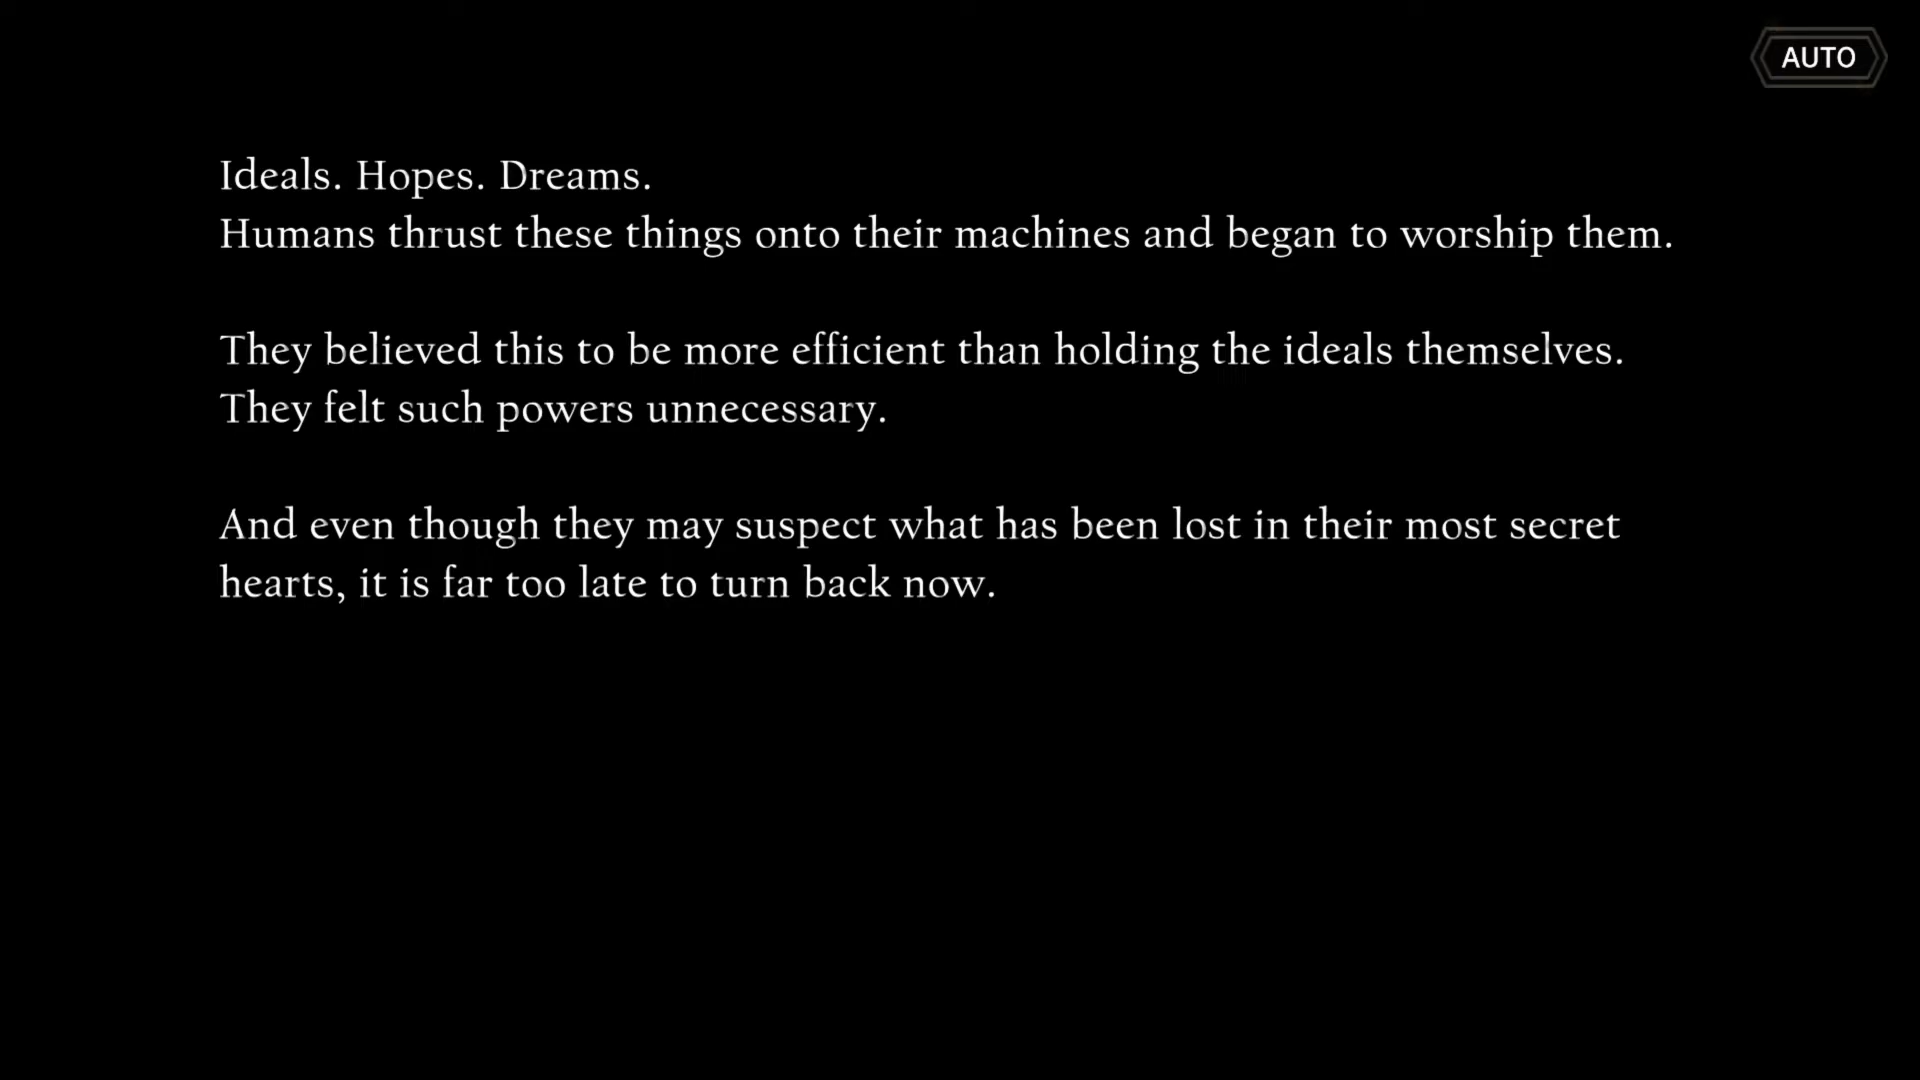 AUTO
Ideals. Hopes. Dreams.
Humans thrust these things onto their machines and began to worship them.
They believed this to be more efficient than holding the ideals themselves.
They felt such powers unnecessary.
And even though they may suspect what has been lost in their most secret
hearts, it is far too late to turn back now.